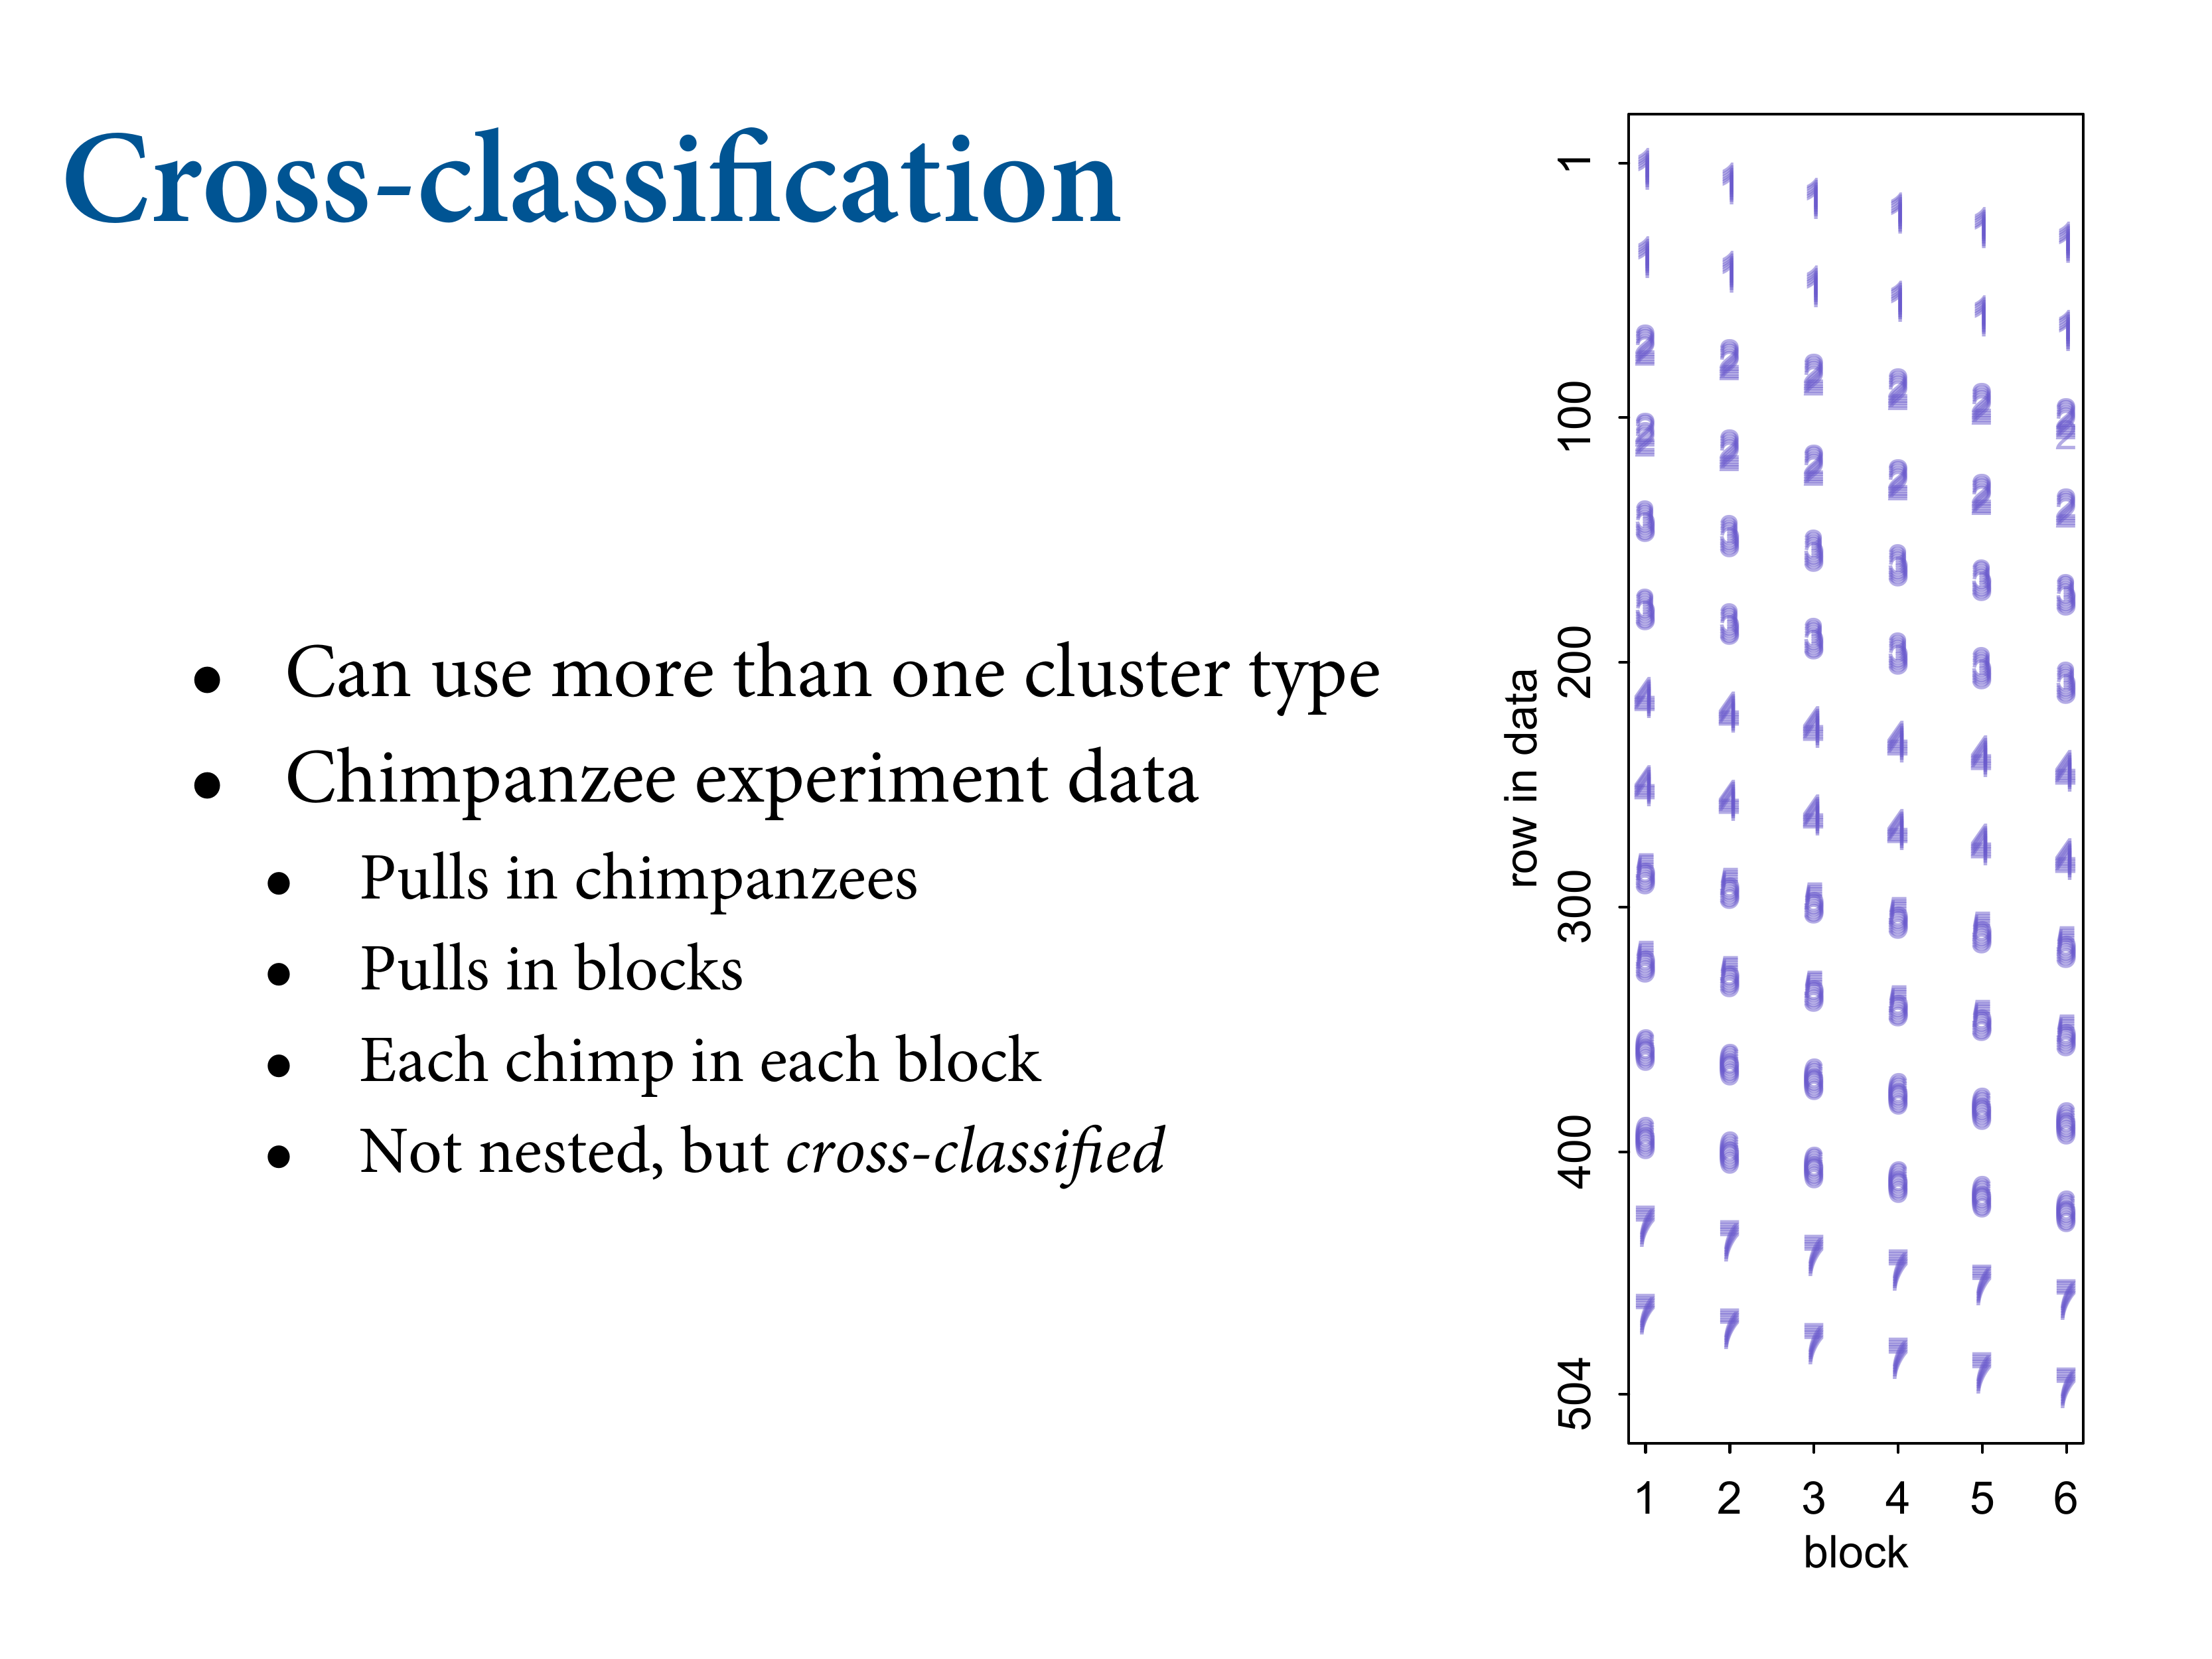 Cross-classification
• Can use more than one cluster type
• Chimpanzee experiment data
• Pulls in chimpanzees
• Pulls in blocks
• Each chimp in each block
• Not nested, but cross-classified
row in data
1
100
200
300
400
504
1 1 1 1 1 1
1 1 1 1 1 1
2 2 2 2 2 2
2 2 2 2 2 2
3 3 3 3 3 3
3 3 3 3 3 3
4 4 4 4 4 4
4 4 4 4 4 4
5 5 5 5 5 5
5 5 5 5 5 5
6 6 6 6 6 6
6 6 6 6 6 6
7 7 7 7 7 7
7 7 7 7 7 7
1 2 3 4 5 6
block